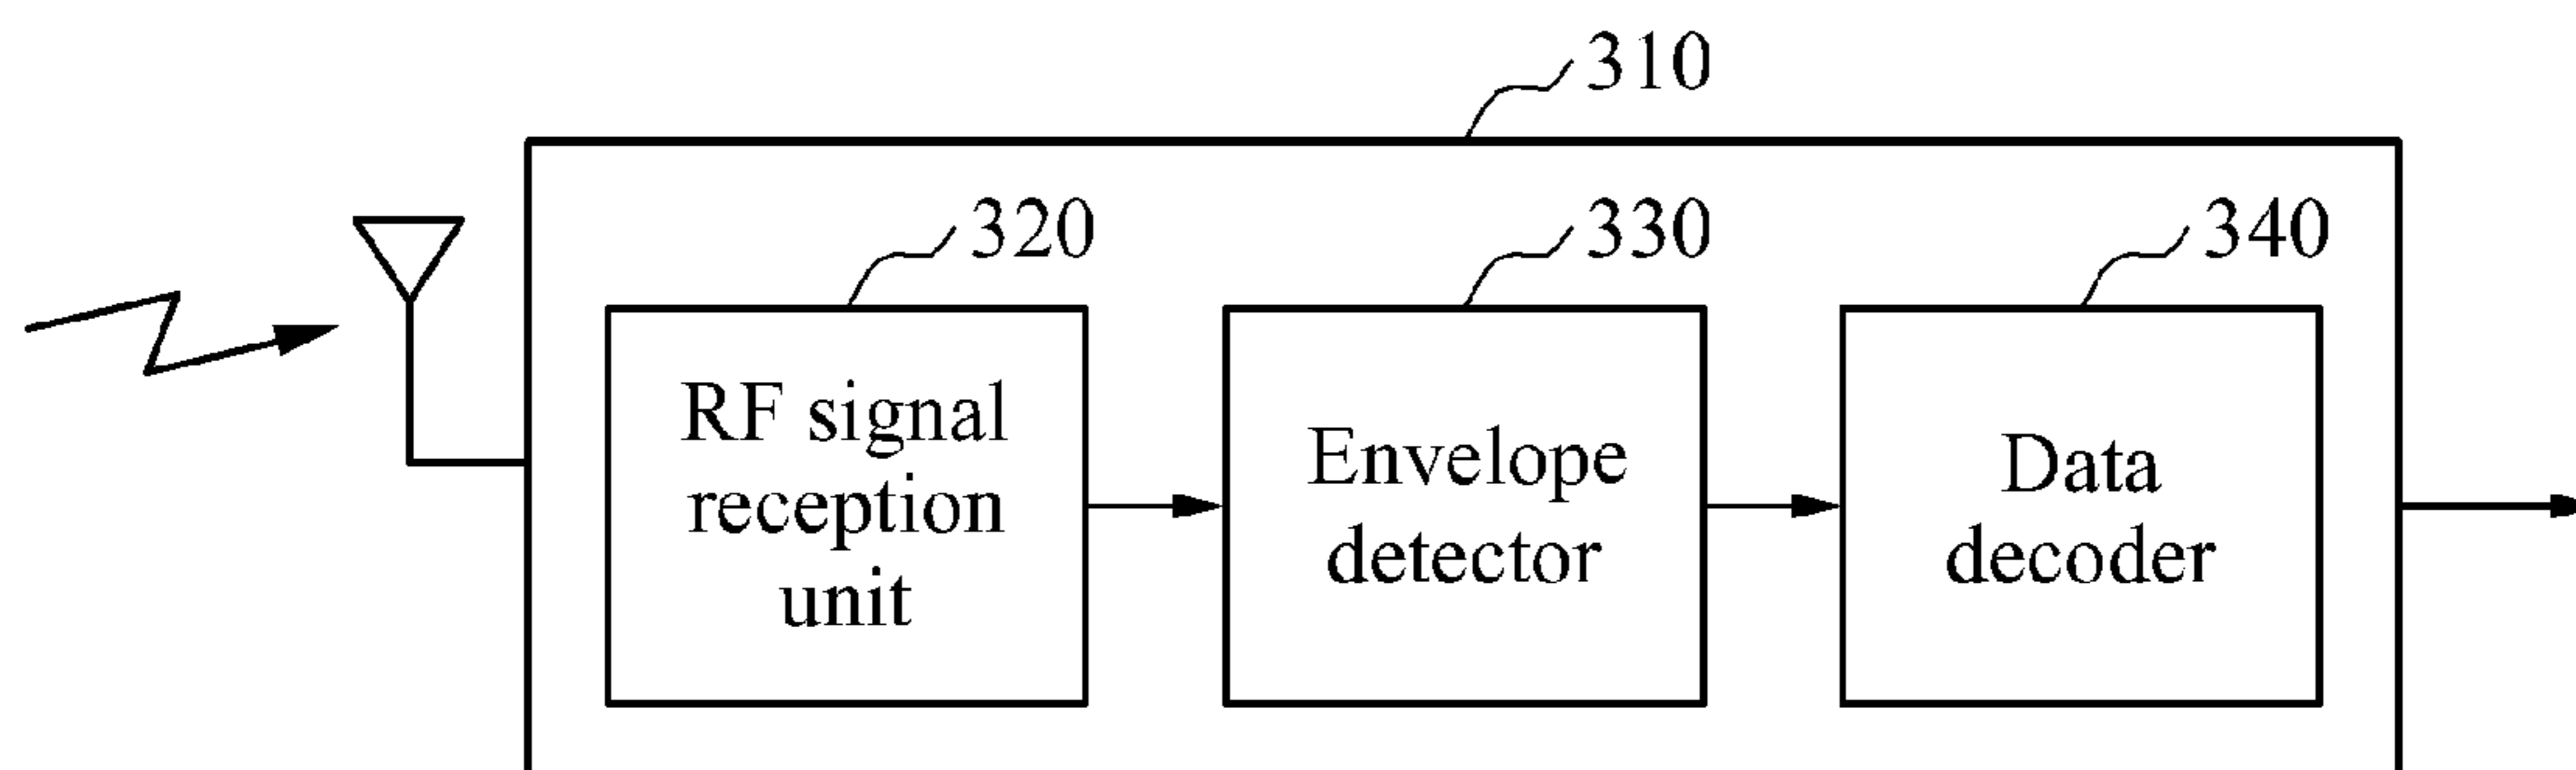 310
320
330
340
RF signal
reception
unit
Envelope
detector
Data
decoder